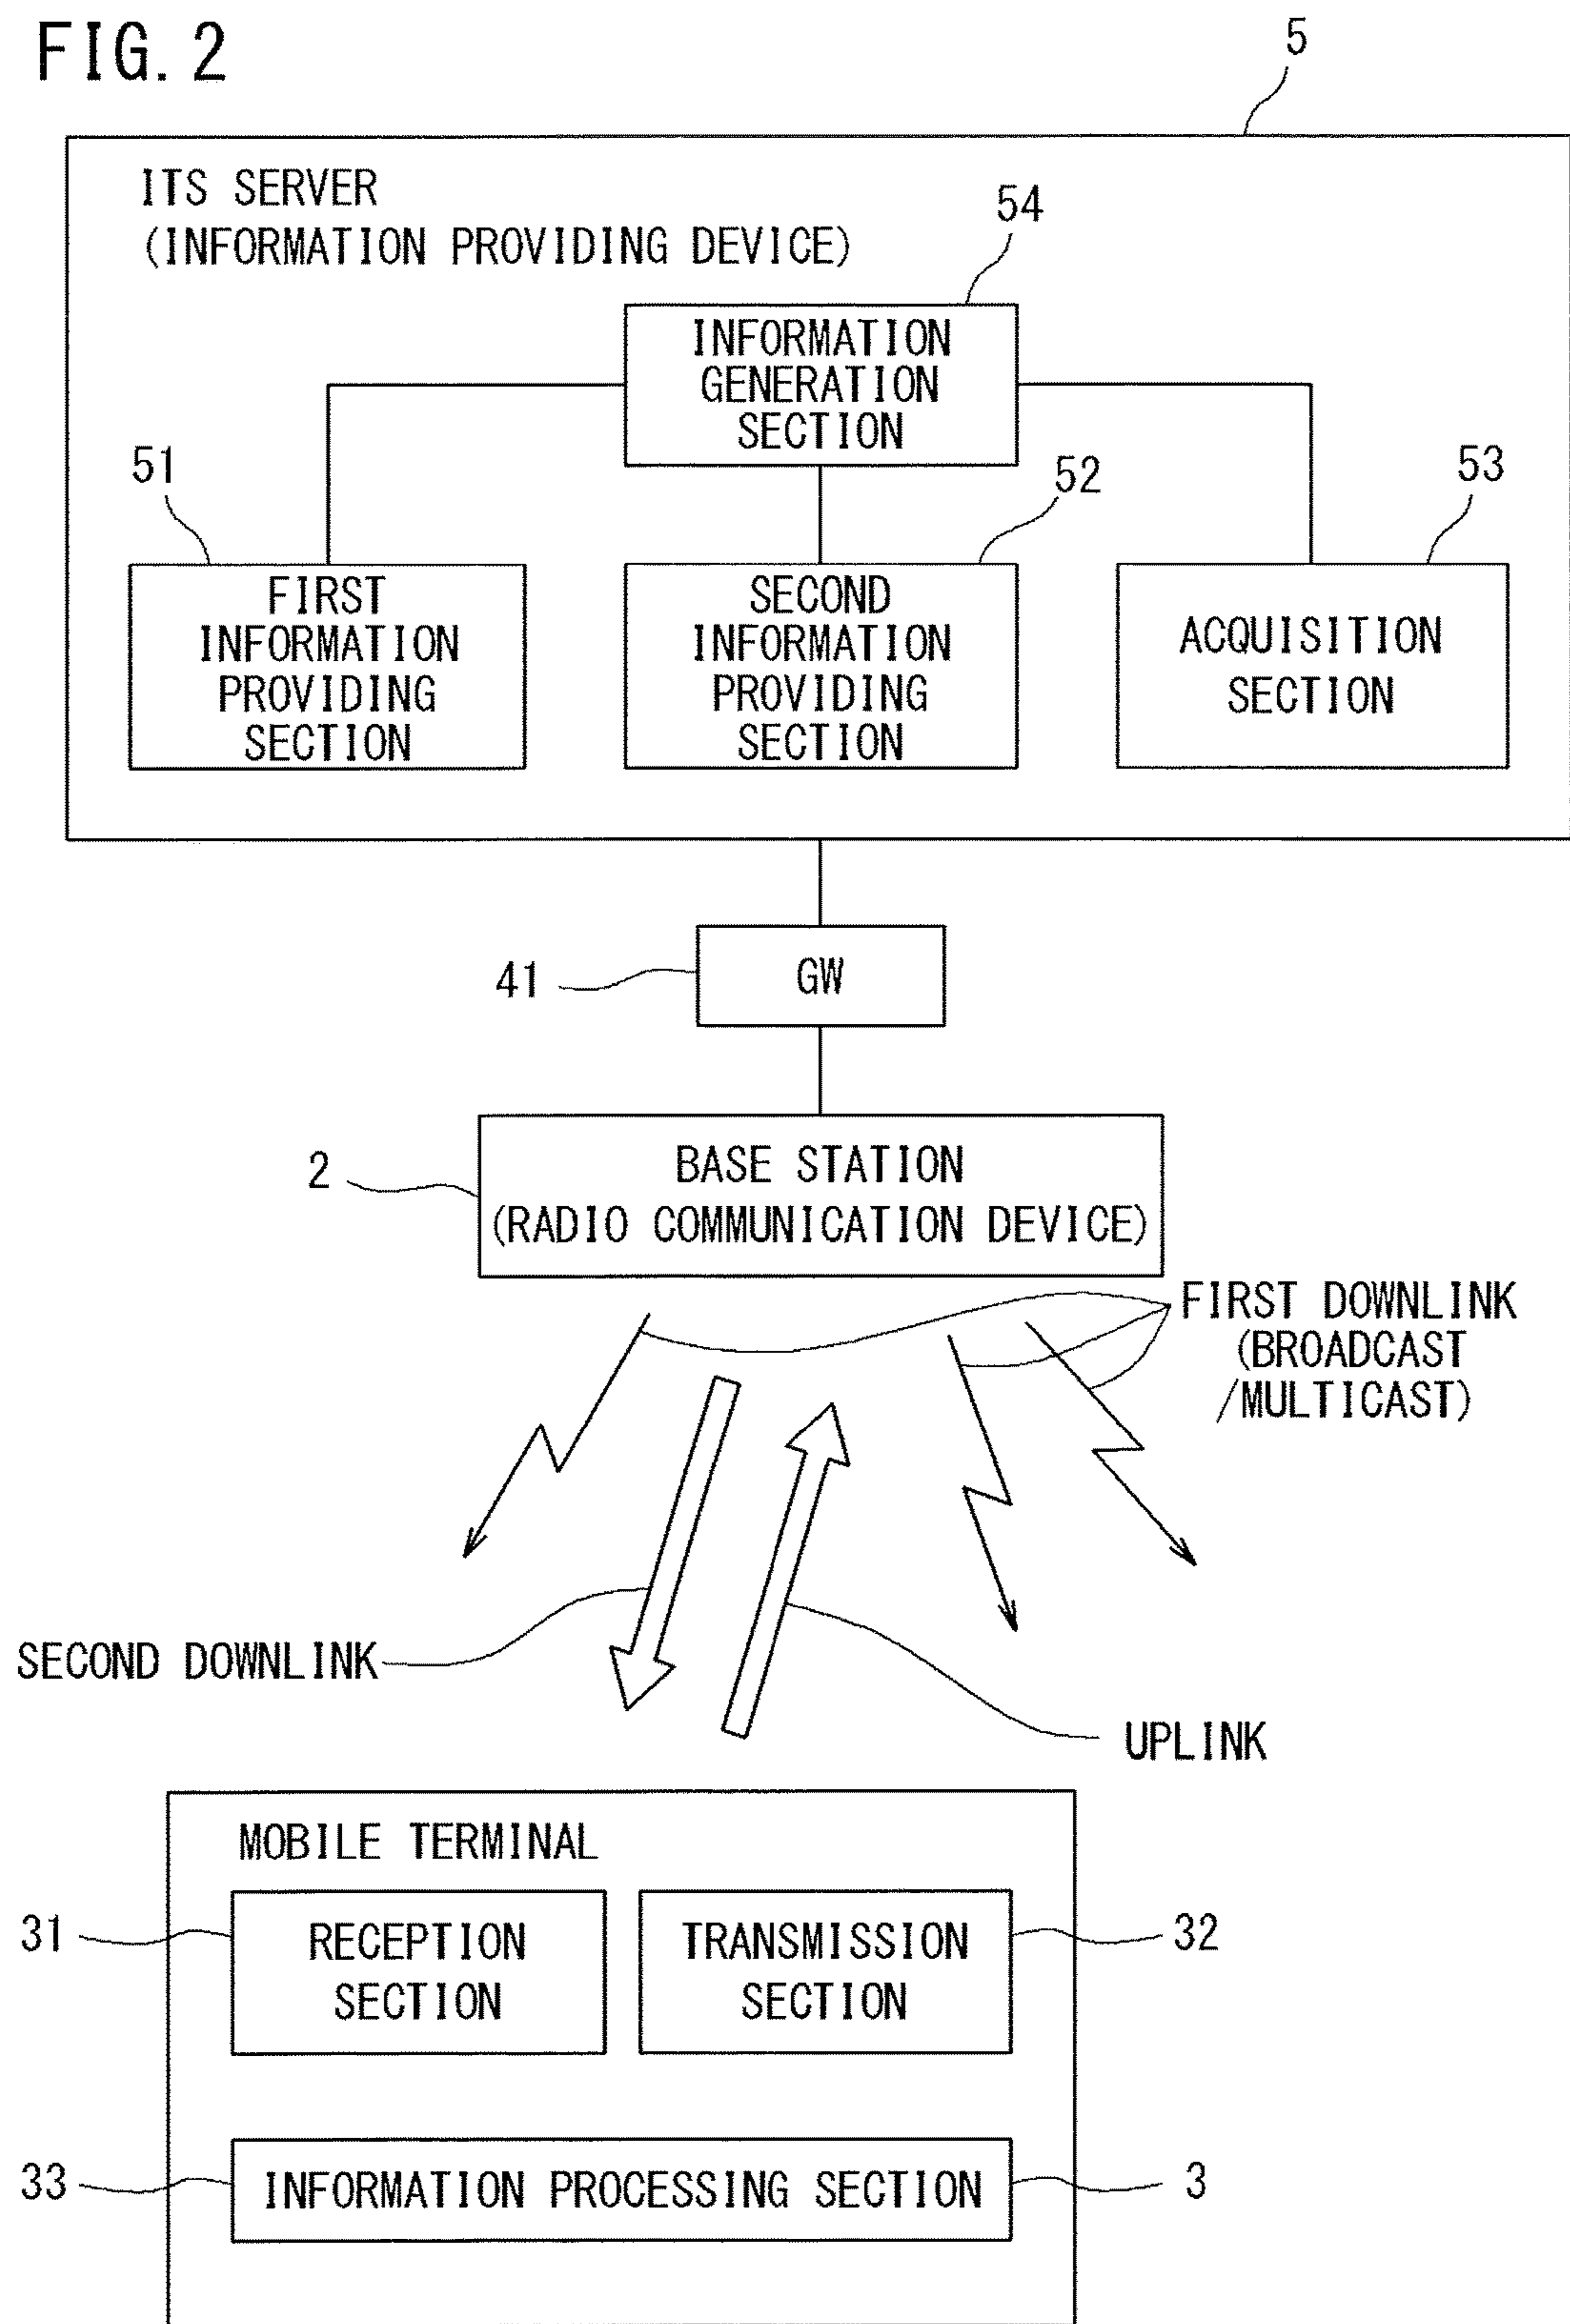 FIG. 2
5
ITS SERVER
(INFORMATION PROVIDING DEVICE)
54
INFORMATION
GENERATION
SECTION
51
52
53
FIRST
INFORMATION
PROVIDING
SECTION
SECOND
INFORMATION
PROVIDING
SECTION
ACQUISITION
SECTION
41
GW
2
BASE STATION
(RADIO COMMUNICATION DEVICE)
FIRST DOWNLINK
(BROADCAST
/MULTICAST)
SECOND DOWNLINK
UPLINK
MOBILE TERMINAL
31
RECEPTION
SECTION
TRANSMISSION
SECTION
32
33
INFORMATION PROCESSING SECTION
3